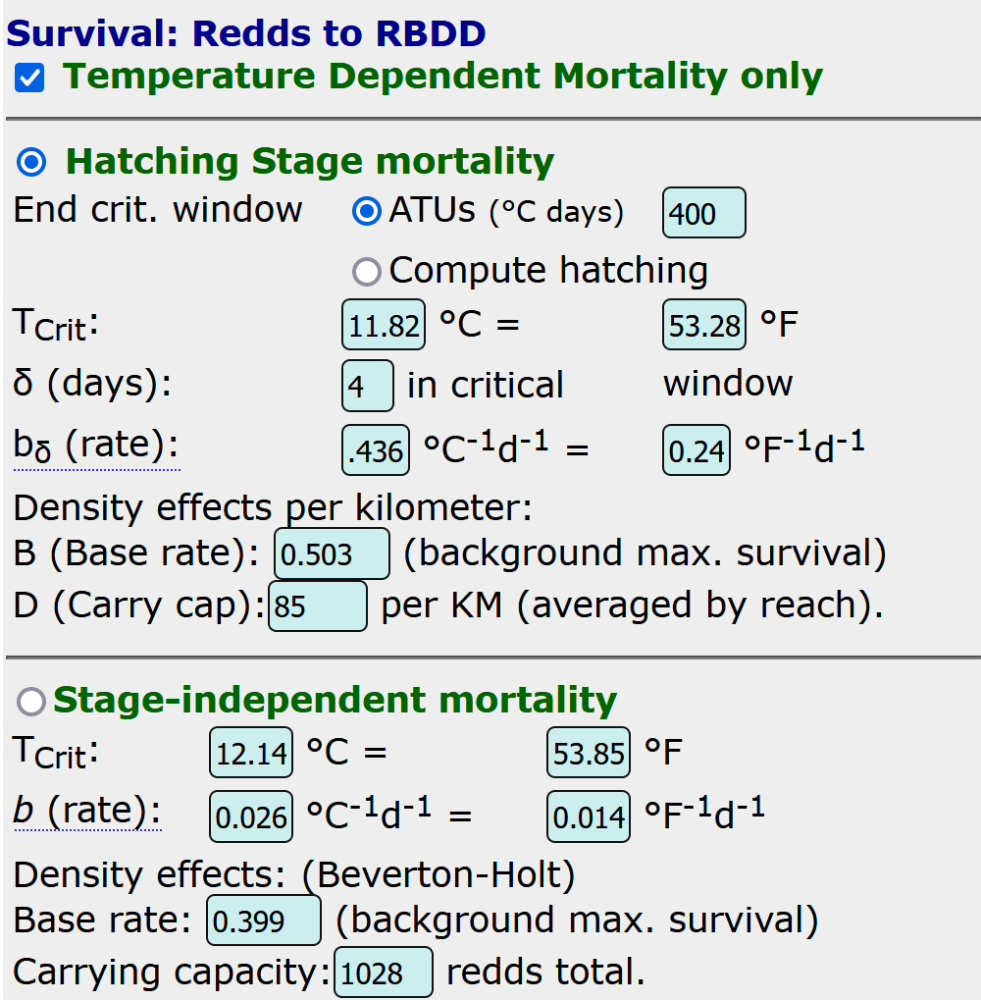 Survival: Redds to RBDD
Temperature Dependent Mortality only
Hatching Stage mortality
End crit. window ATUs (°C days) 400
Compute hatching
TCrit: 11.82 °C = 53.28 °F
δ (days): 4 in critical window
bδ (rate): .436 °C-1d-1 = 0.24 °F-1d-1
Density effects per kilometer:
B (Base rate): 0.503 (background max. survival)
D (Carry cap): 85 per KM (averaged by reach).
Stage-independent mortality
TCrit: 12.14 °C = 53.85 °F
b (rate): 0.026 °C-1d-1 = 0.014 °F-1d-1
Density effects: (Beverton-Holt)
Base rate: 0.399 (background max. survival)
Carrying capacity: 1028 redds total.